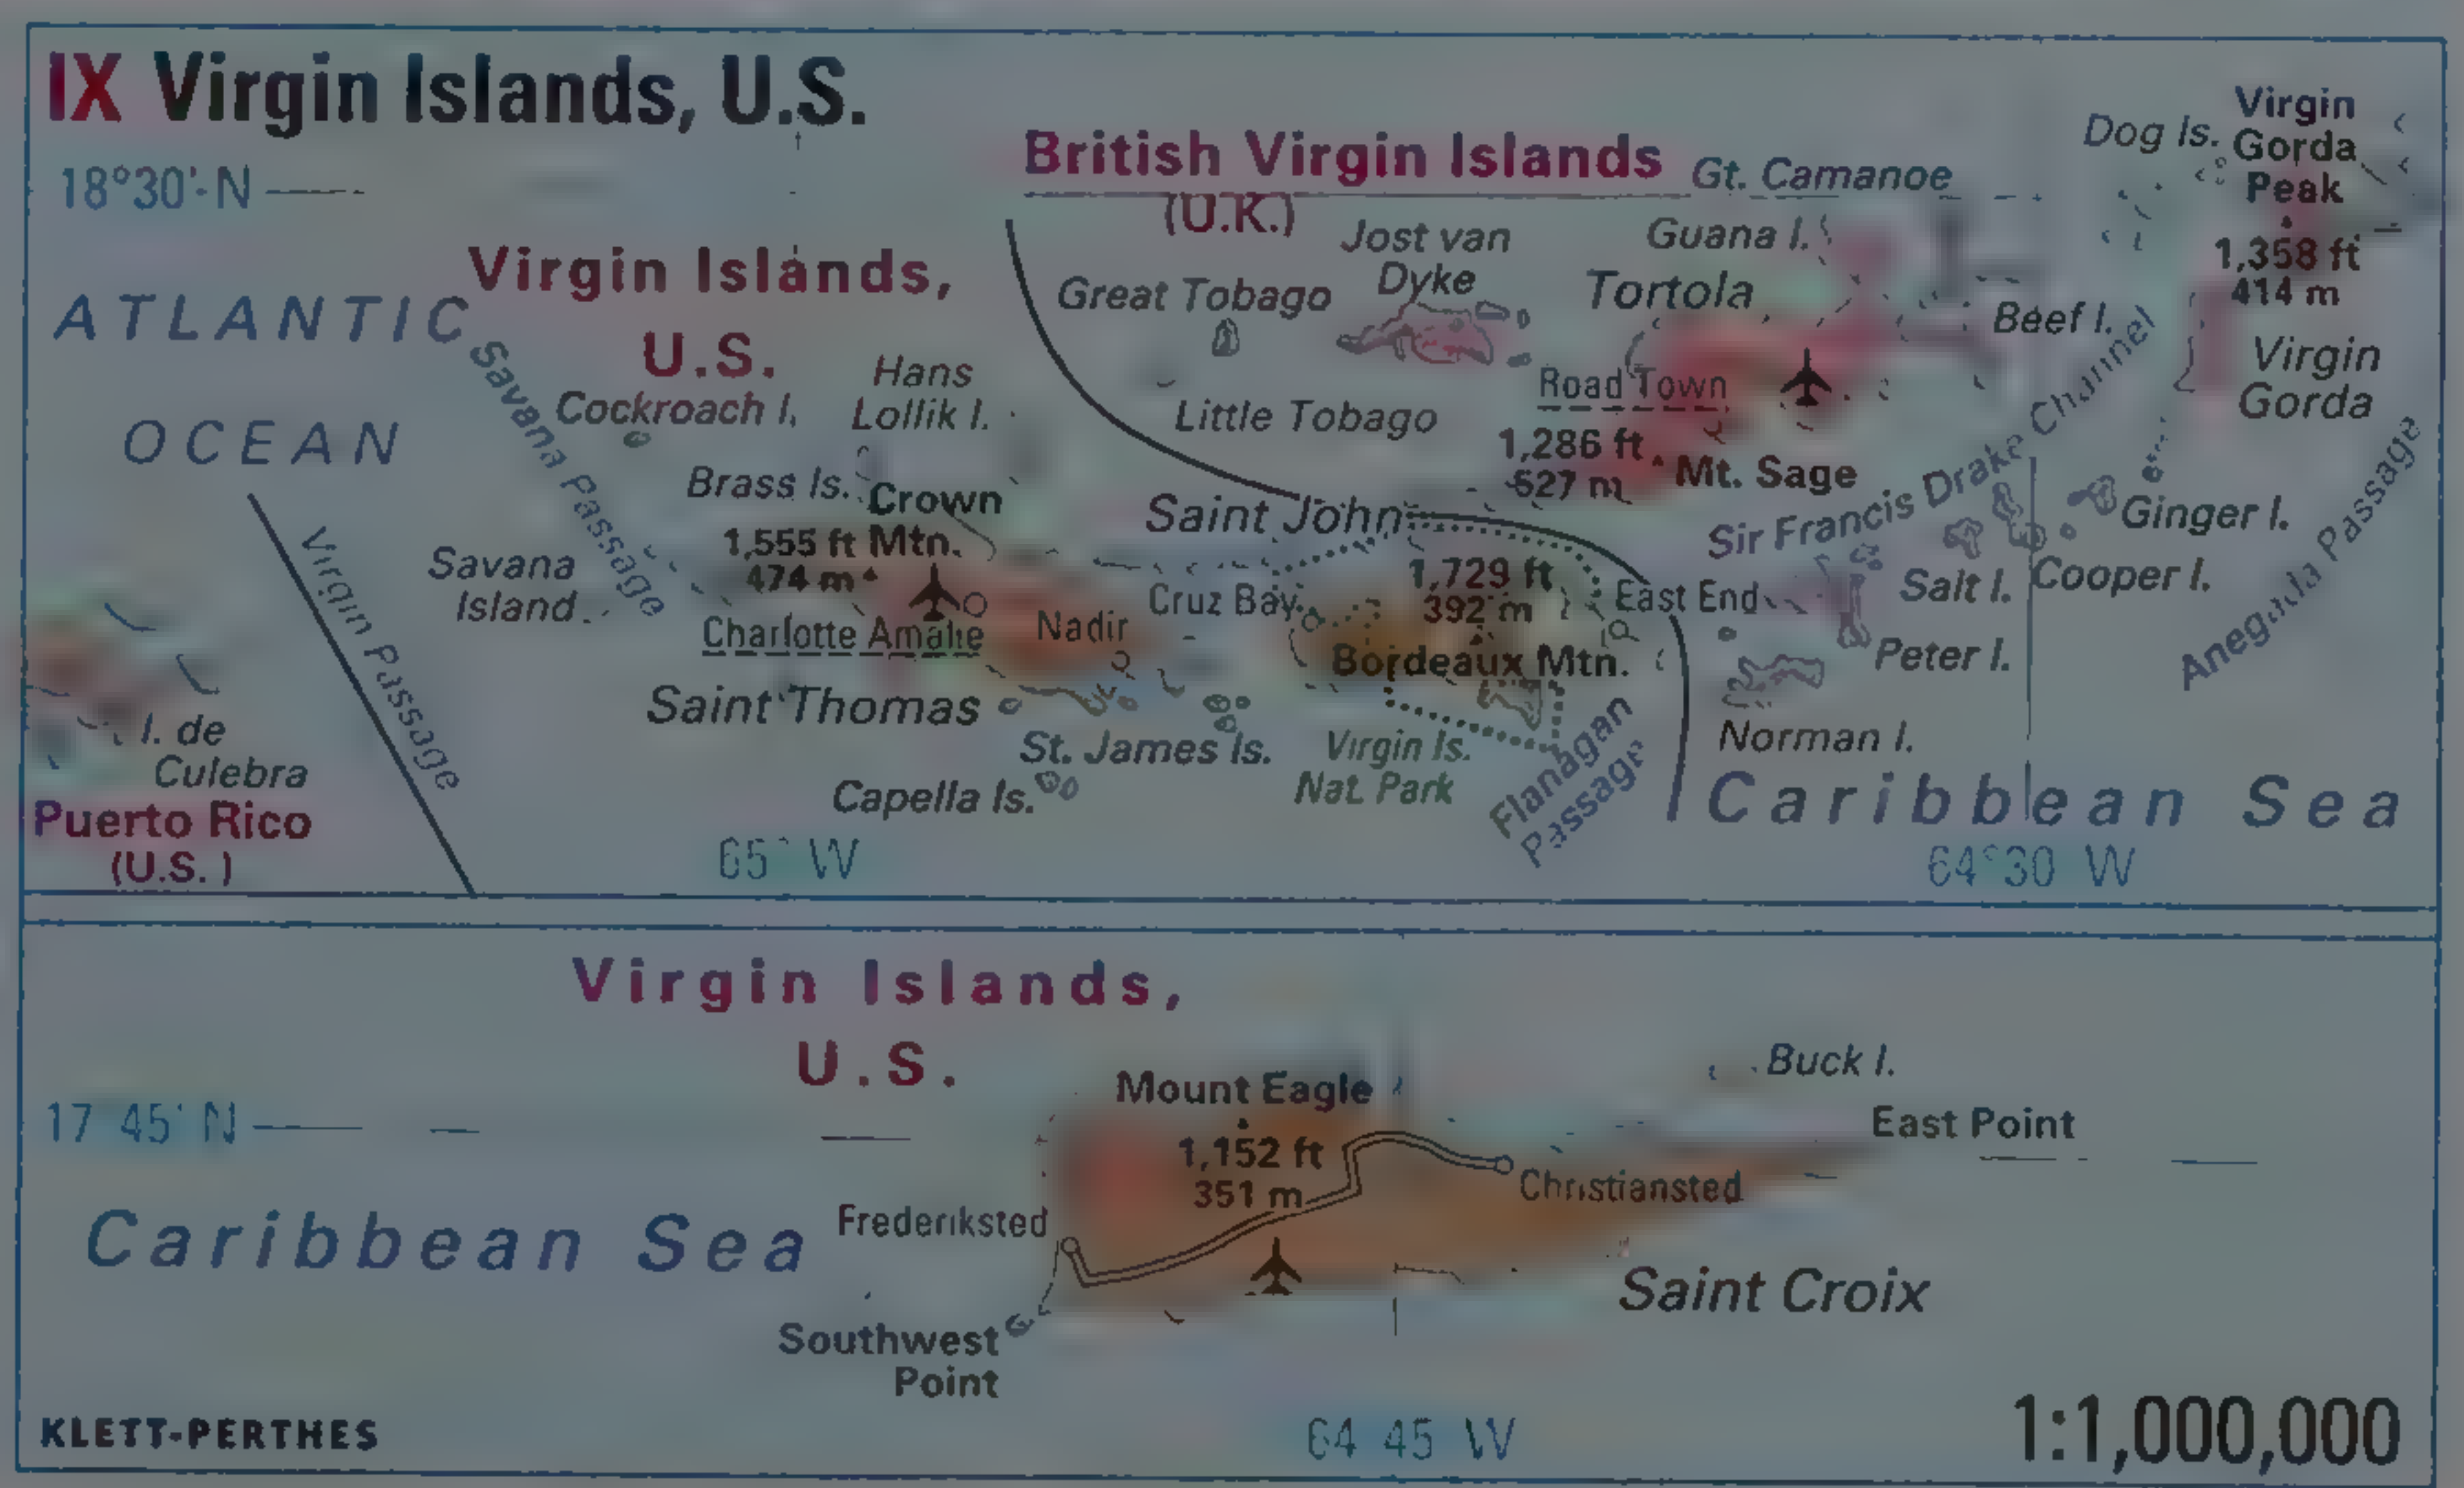 IX Virgin Islands, U.S.
18°30'-N
British Virgin Islands
(U.K.)
Gt. Camanoe
Dog Is.
Virgin
Gorda
Peak
1,358 ft
414 m
Virgin Islands,
U.S.
Jost van
Dyke
Guana I.
Great Tobago
Tortola
Beef I.
ATLANTIC
OCEAN
Savana Passage
Cockroach I.
Hans
Lollik I.
Little Tobago
Road Town
Virgin
Gorda
1,286 ft
527 m
Mt. Sage
Sir Francis Drake Channel
Brass Is.
Crown
Mtn.
1,555 ft
474 m
Saint John
Ginger I.
Anegada Passage
Virgin Passage
Savana
Island
Cruz Bay
1,729 ft
392 m
East End
Salt I.
Cooper I.
Charlotte Amalie
Nadir
Bordeaux Mtn.
Peter I.
Saint Thomas
I. de
Culebra
Puerto Rico
(U.S.)
St. James Is.
Virgin Is.
Nat. Park
Flanagan
Passage
Norman I.
Capella Is.
Caribbean Sea
65° W
64°30 W
Virgin Islands,
U.S.
Mount Eagle
1,152 ft
351 m
Buck I.
East Point
17 45' N
Christiansted
Frederiksted
Caribbean Sea
Saint Croix
Southwest
Point
KLETT-PERTHES
64 45 W
1:1,000,000